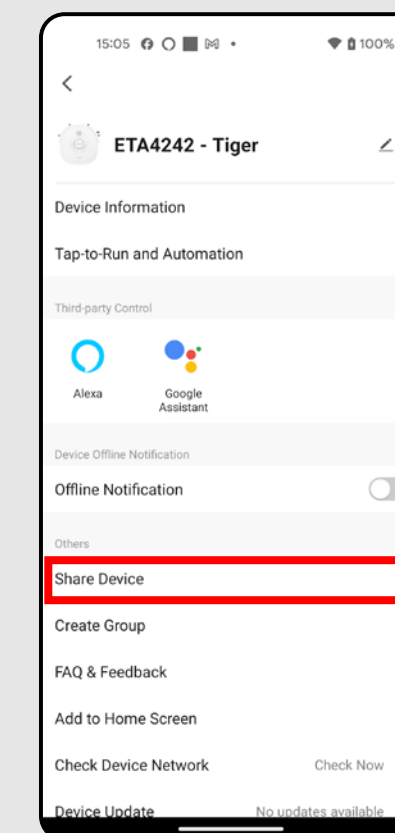 15:05 100%
ETA4242 - Tiger
Device Information
Tap-to-Run and Automation
Third-party Control
Alexa
Google
Assistant
Device Offline Notification
Offline Notification
Others
Share Device
Create Group
FAQ & Feedback
Add to Home Screen
Check Device Network Check Now
Device Update No updates available